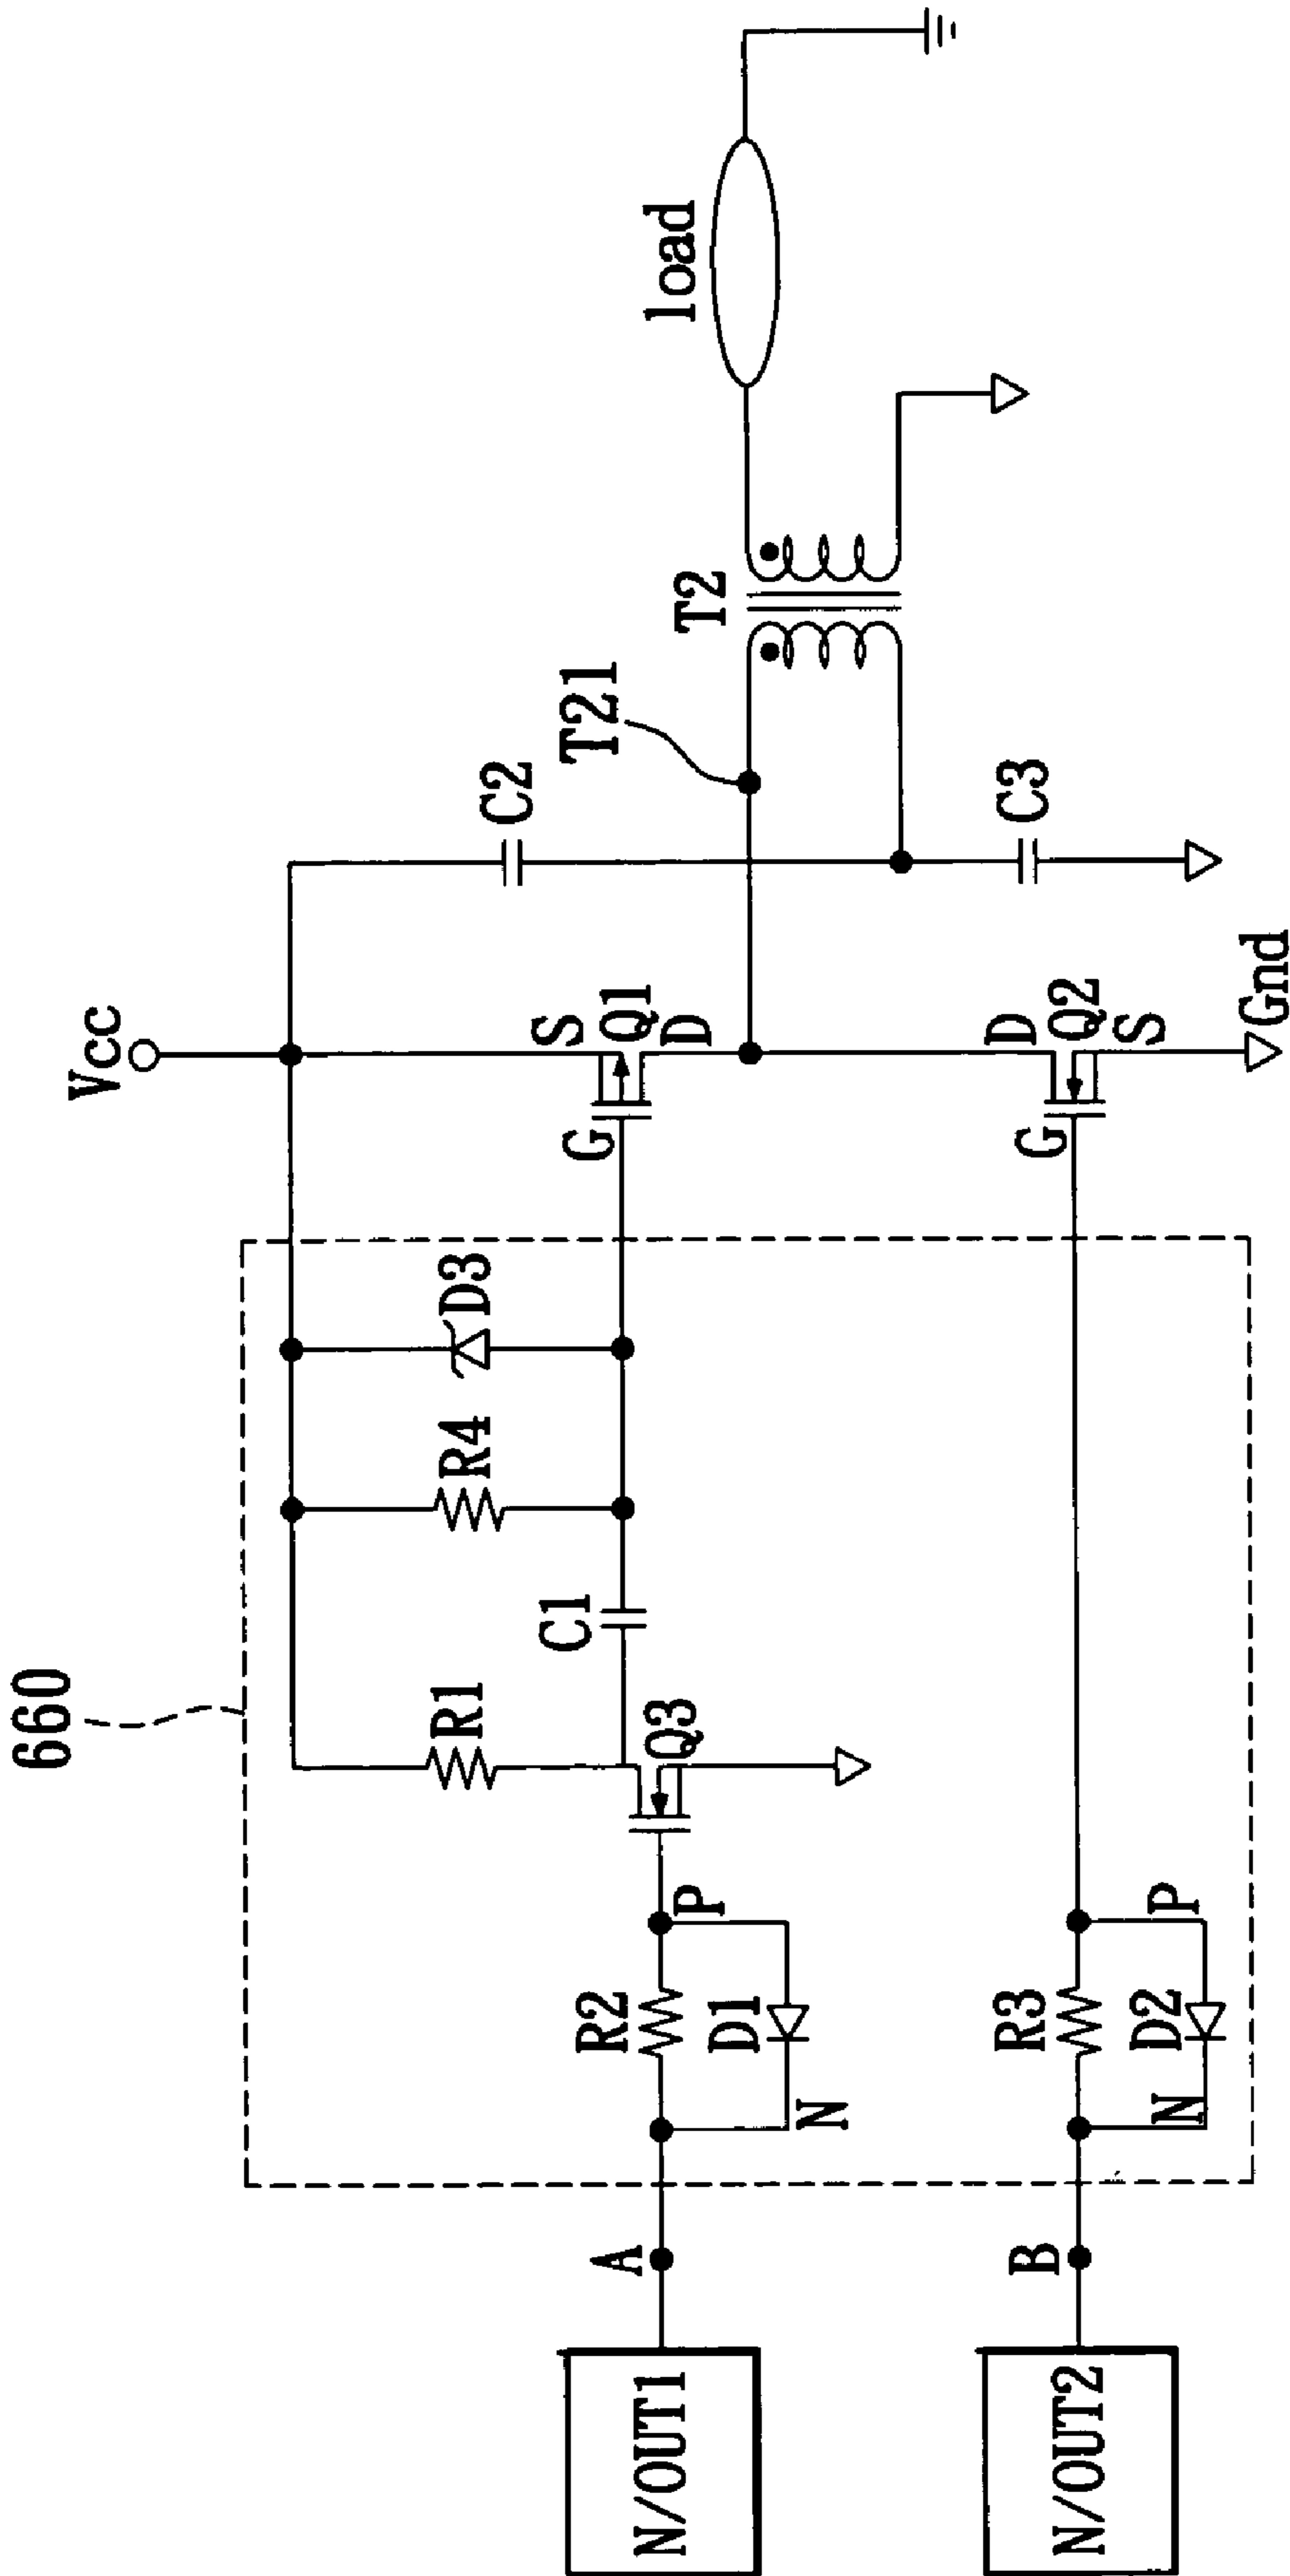 660
Vcc
R1
R4
D3
S
Q1
G
D
C2
T21
T2
load
C1
Q3
A
R2
P
D1
N
N/OUT1
C3
D
Q2
G
S
Gnd
B
R3
P
D2
N
N/OUT2